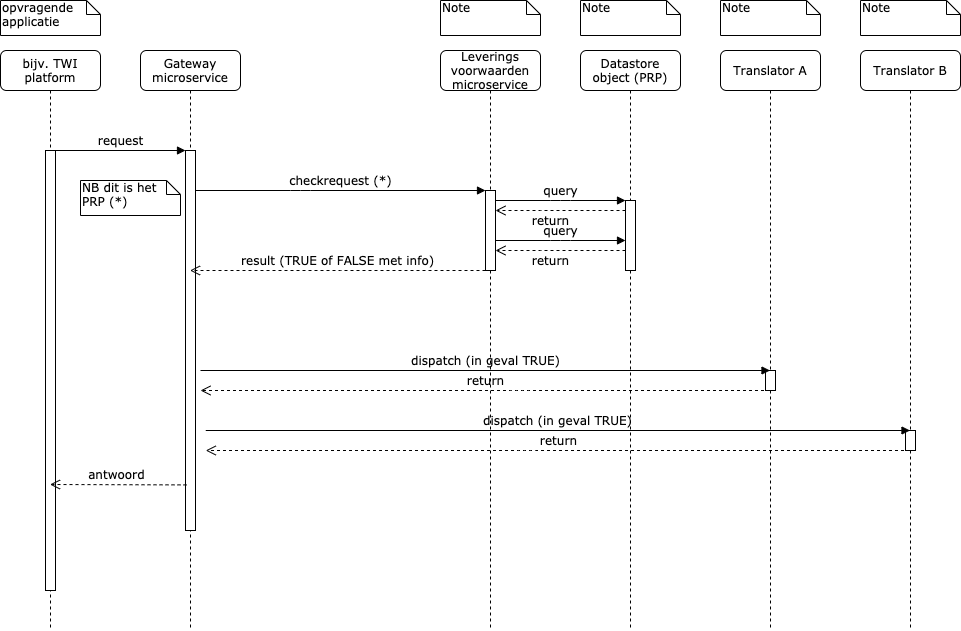 opvragende
applicatie
Note
Note
Note
Note
bijv. TWI
platform
Gateway
microservice
Leverings
voorwaarden
microservice
Datastore
object (PRP)
Translator A
Translator B
request
NB dit is het
PRP (*)
checkrequest (*)
query
return
query
return
result (TRUE of FALSE met info)
dispatch (in geval TRUE)
return
dispatch (in geval TRUE)
return
antwoord